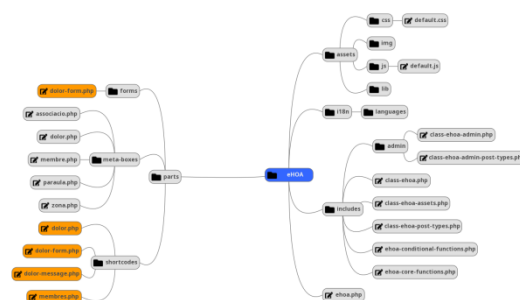 eHOA
parts
forms
dolor-form.php
meta-boxes
associacio.php
dolor.php
membre.php
paraula.php
zona.php
shortcodes
dolor.php
dolor-form.php
dolor-message.php
membres.php
assets
css
default.css
img
js
default.js
lib
i18n
languages
includes
admin
class-ehoa-admin.php
class-ehoa-admin-post-types.ph
class-ehoa.php
class-ehoa-assets.php
class-ehoa-post-types.php
ehoa-conditional-functions.php
ehoa-core-functions.php
ehoa.php